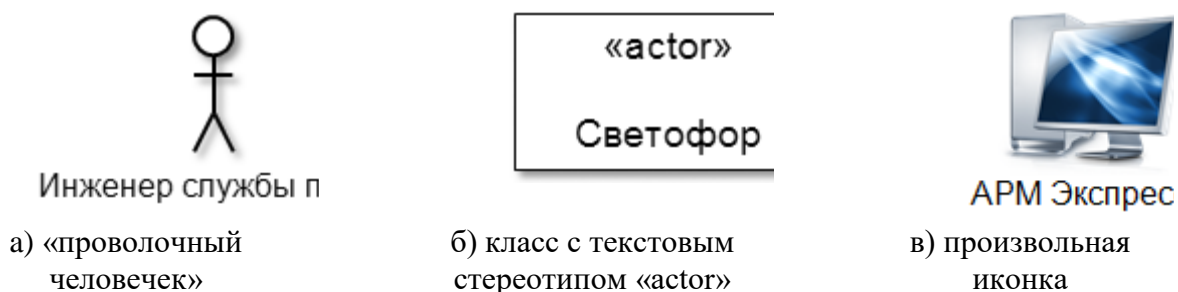 «actor»
Светофор
Инженер службы п
АРМ Экспрес
а) «проволочный
человечек»
б) класс с текстовым
стереотипом «actor»
в) произвольная
иконка